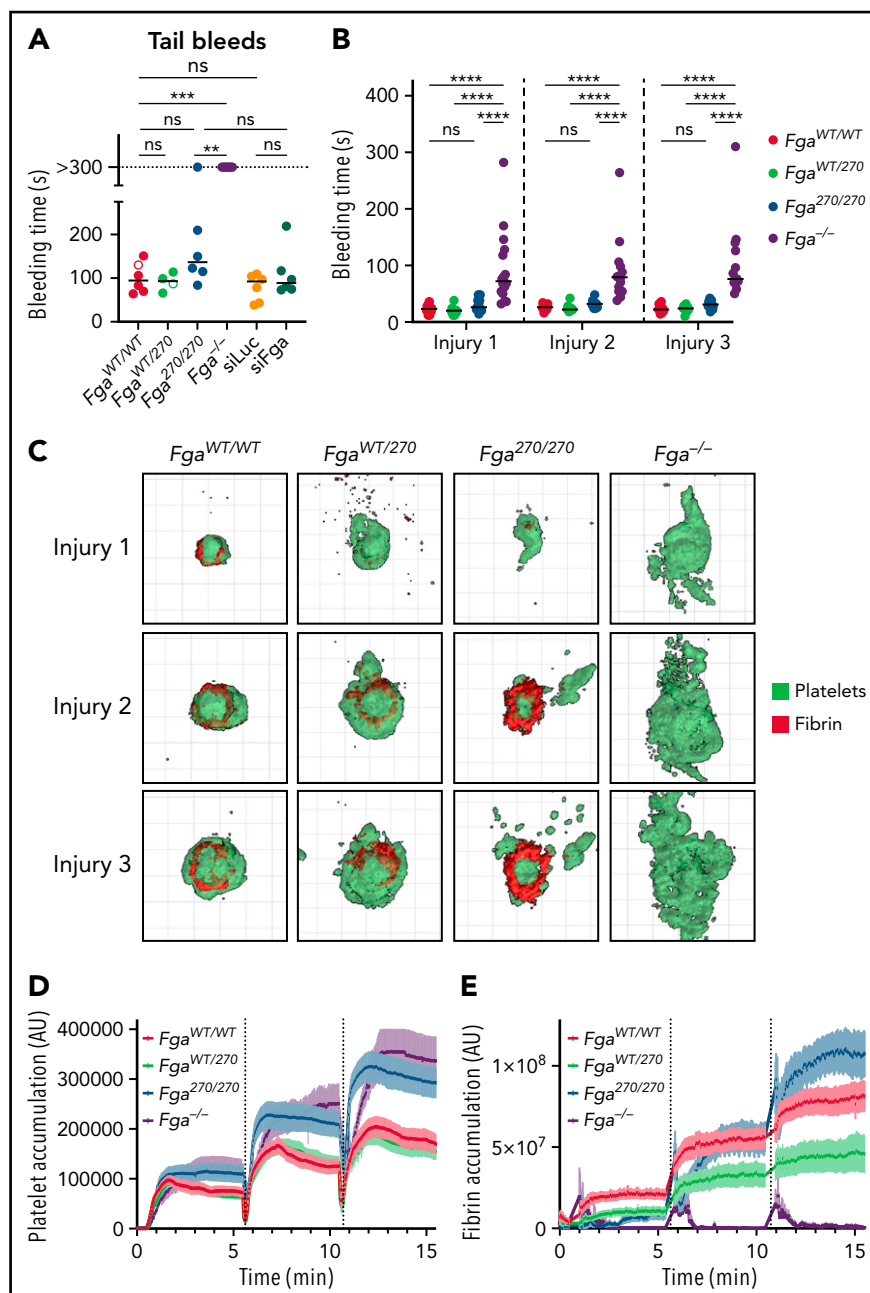 A
Tail bleeds
ns
***
ns
ns
ns
**
ns
>300
200
100
0
Bleeding time (s)
Fga^WT/WT
Fga^WT/270
Fga^270/270
Fga^−/−
siLuc
siFga
B
400
300
200
100
0
Bleeding time (s)
****
****
****
ns
****
****
****
ns
****
****
****
ns
Injury 1
Injury 2
Injury 3
Fga^WT/WT
Fga^WT/270
Fga^270/270
Fga^−/−
C
Fga^WT/WT
Fga^WT/270
Fga^270/270
Fga^−/−
Injury 1
Injury 2
Injury 3
Platelets
Fibrin
D
400000
300000
200000
100000
0
Platelet accumulation (AU)
Fga^WT/WT
Fga^WT/270
Fga^270/270
Fga^−/−
0
5
10
15
Time (min)
E
1×10^8
5×10^7
0
Fibrin accumulation (AU)
Fga^WT/WT
Fga^WT/270
Fga^270/270
Fga^−/−
0
5
10
15
Time (min)